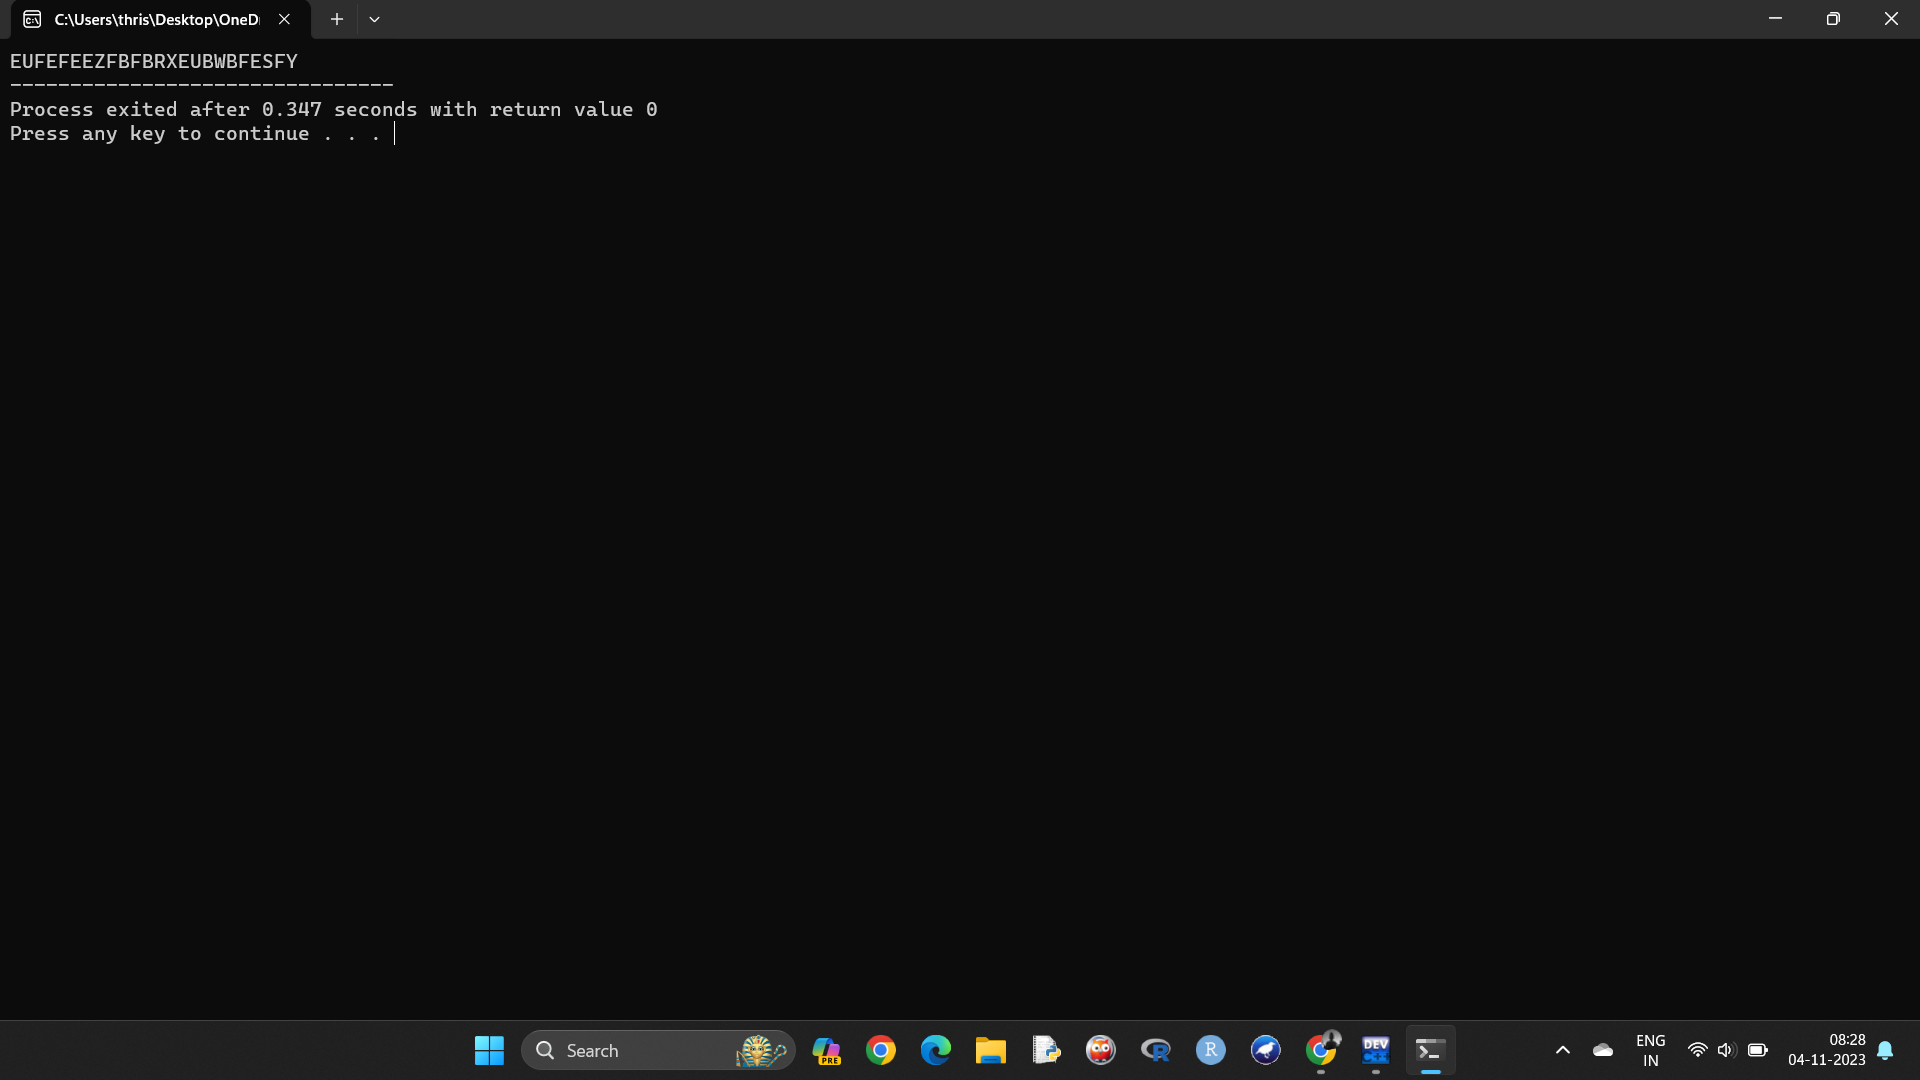 C:\Users\thris\Desktop\OneD
EUFEFEEZFBFBRXEUBWBFESFY
--------------------------------
Process exited after 0.347 seconds with return value 0
Press any key to continue . . .
Search
PRE
R
R
DEV
C++
ENG
IN
08:28
04-11-2023